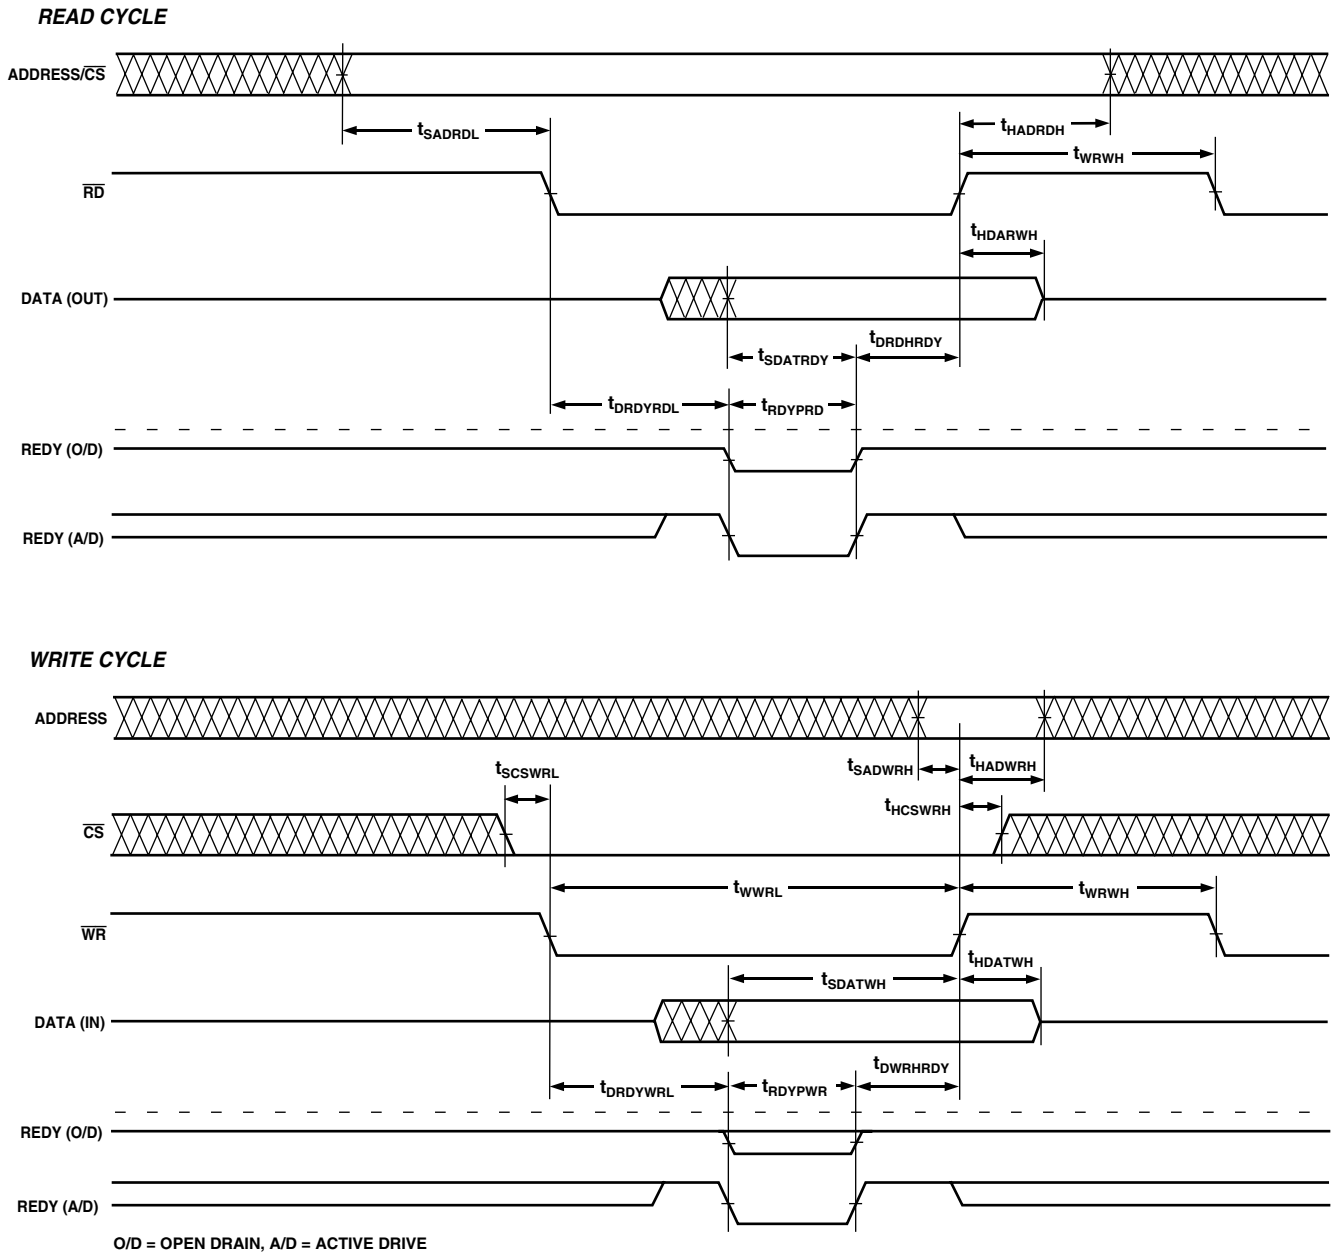 READ CYCLE
ADDRESS/CS
tSADRDL
tHADRDH
tWRWH
RD
tHDARWH
DATA (OUT)
tDRDHRDY
tSDATRDY
tDRDYRDL
tRDYPRD
REDY (O/D)
REDY (A/D)
WRITE CYCLE
ADDRESS
tSCSWRL
tSADWRH
tHADWRH
tHCSWRH
CS
tWWRL
tWRWH
WR
tHDATWH
tSDATWH
DATA (IN)
tDWRHRDY
tDRDYWRL
tRDYPWR
REDY (O/D)
REDY (A/D)
O/D = OPEN DRAIN, A/D = ACTIVE DRIVE